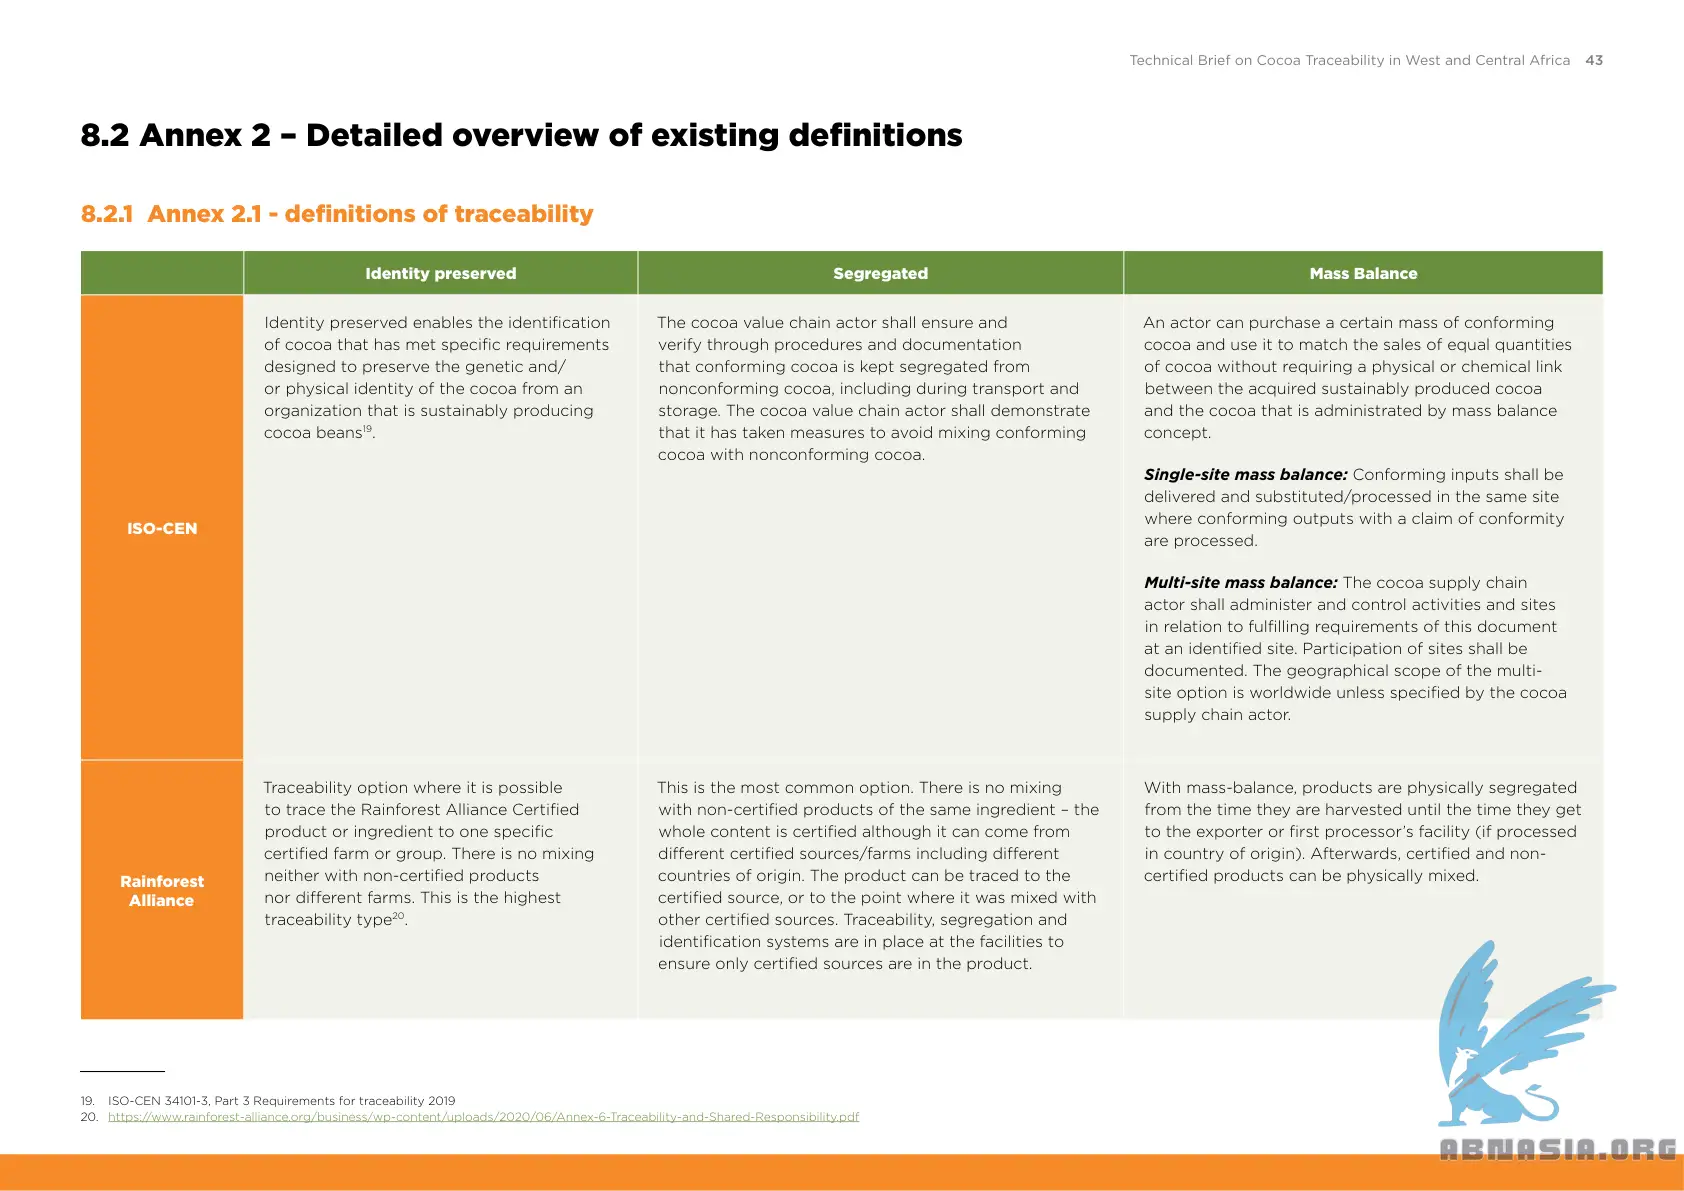 Technical Brief on Cocoa Traceability in West and Central Africa 43
8.2 Annex 2 – Detailed overview of existing definitions
8.2.1 Annex 2.1 - definitions of traceability
Identity preserved
Segregated
Mass Balance
ISO-CEN
Identity preserved enables the identification
of cocoa that has met specific requirements
designed to preserve the genetic and/
or physical identity of the cocoa from an
organization that is sustainably producing
cocoa beans19.
The cocoa value chain actor shall ensure and
verify through procedures and documentation
that conforming cocoa is kept segregated from
nonconforming cocoa, including during transport and
storage. The cocoa value chain actor shall demonstrate
that it has taken measures to avoid mixing conforming
cocoa with nonconforming cocoa.
An actor can purchase a certain mass of conforming
cocoa and use it to match the sales of equal quantities
of cocoa without requiring a physical or chemical link
between the acquired sustainably produced cocoa
and the cocoa that is administrated by mass balance
concept.
Single-site mass balance: Conforming inputs shall be
delivered and substituted/processed in the same site
where conforming outputs with a claim of conformity
are processed.
Multi-site mass balance: The cocoa supply chain
actor shall administer and control activities and sites
in relation to fulfilling requirements of this document
at an identified site. Participation of sites shall be
documented. The geographical scope of the multi-
site option is worldwide unless specified by the cocoa
supply chain actor.
Rainforest
Alliance
Traceability option where it is possible
to trace the Rainforest Alliance Certified
product or ingredient to one specific
certified farm or group. There is no mixing
neither with non-certified products
nor different farms. This is the highest
traceability type20.
This is the most common option. There is no mixing
with non-certified products of the same ingredient – the
whole content is certified although it can come from
different certified sources/farms including different
countries of origin. The product can be traced to the
certified source, or to the point where it was mixed with
other certified sources. Traceability, segregation and
identification systems are in place at the facilities to
ensure only certified sources are in the product.
With mass-balance, products are physically segregated
from the time they are harvested until the time they get
to the exporter or first processor’s facility (if processed
in country of origin). Afterwards, certified and non-
certified products can be physically mixed.
19. ISO-CEN 34101-3, Part 3 Requirements for traceability 2019
20. https://www.rainforest-alliance.org/business/wp-content/uploads/2020/06/Annex-6-Traceability-and-Shared-Responsibility.pdf
ABNASIA.ORG